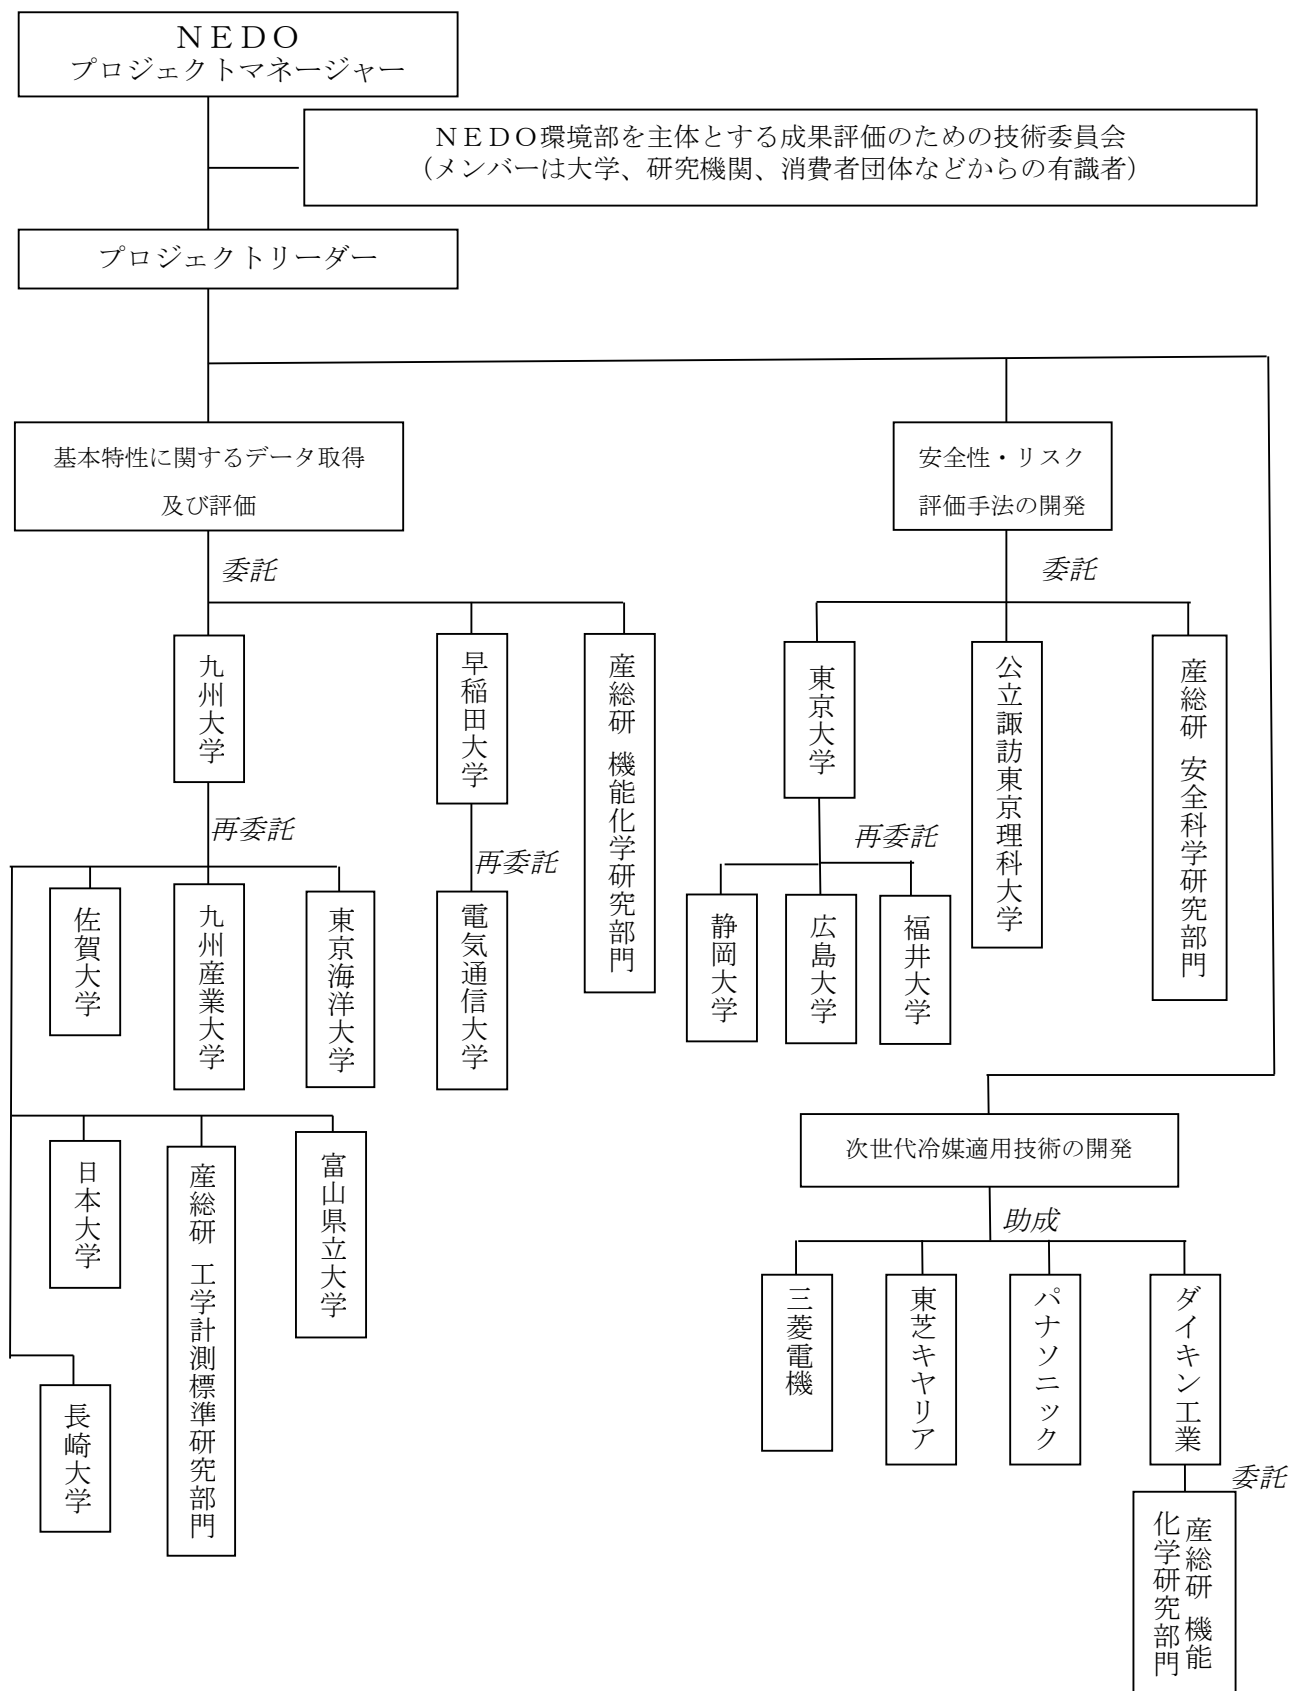 ＮＥＤＯ
プロジェクトマネージャー
ＮＥＤＯ環境部を主体とする成果評価のための技術委員会
（メンバーは大学、研究機関、消費者団体などからの有識者）
プロジェクトリーダー
基本特性に関するデータ取得
及び評価
安全性・リスク
評価手法の開発
委託
九州大学
早稲田大学
産総研 機能化学研究部門
再委託
佐賀大学
九州産業大学
東京海洋大学
再委託
電気通信大学
日本大学
産総研 工学計測標準研究部門
富山県立大学
長崎大学
委託
東京大学
公立諏訪東京理科大学
産総研 安全科学研究部門
再委託
静岡大学
広島大学
福井大学
次世代冷媒適用技術の開発
助成
三菱電機
東芝キヤリア
パナソニック
ダイキン工業
委託
産総研 機能
化学研究部門